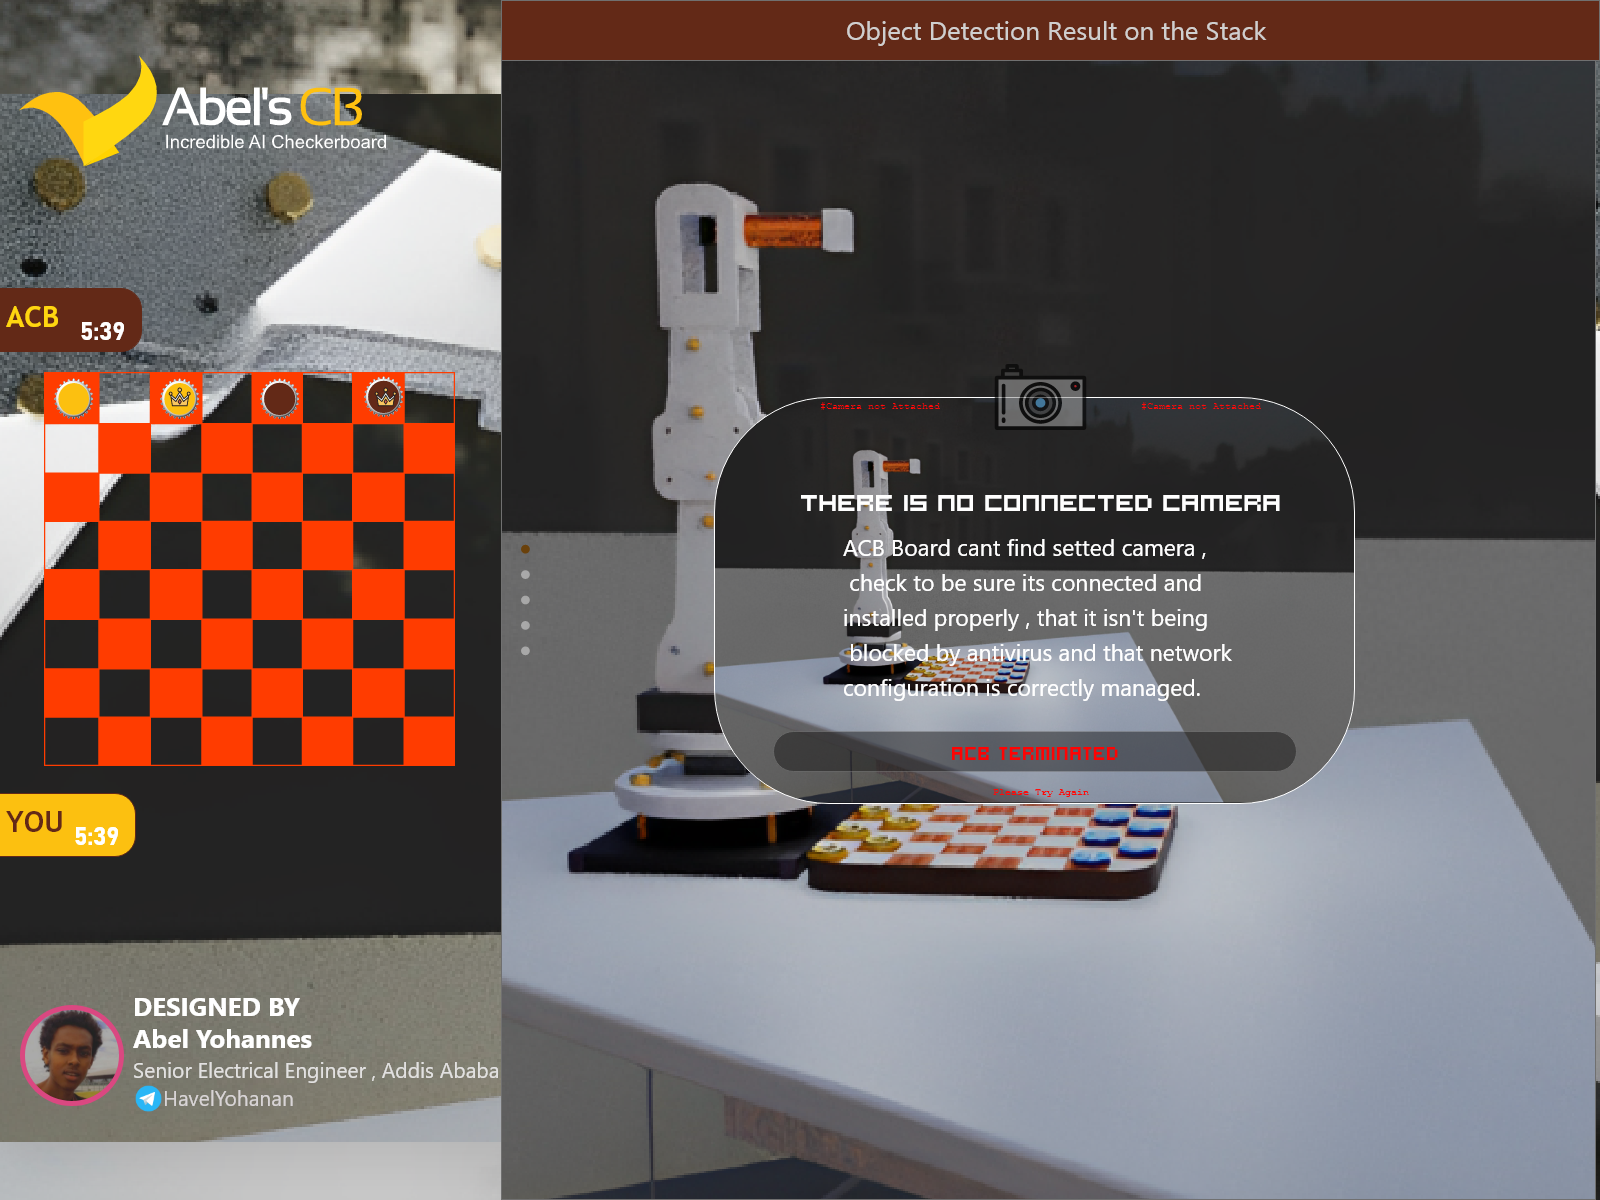 Abel's CB
Incredible AI Checkerboard
ACB
5:39
YOU
5:39
DESIGNED BY
Abel Yohannes
Senior Electrical Engineer , Addis Ababa
HavelYohanan
Object Detection Result on the Stack
#Camera not Attached
#Camera not Attached
THERE IS NO CONNECTED CAMERA
ACB Board cant find setted camera ,
check to be sure its connected and
installed properly , that it isn't being
blocked by antivirus and that network
configuration is correctly managed.
ACB TERMINATED
Please Try Again